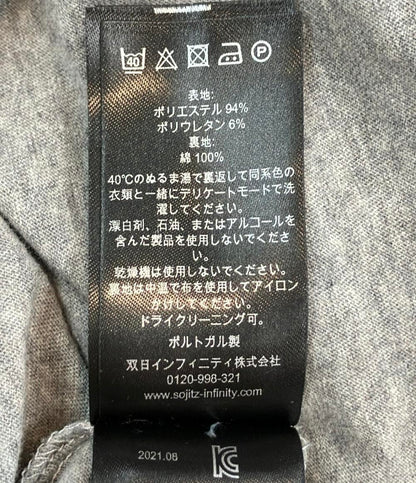 40 P
表地:
ポリエステル 94%
ポリウレタン 6%
裏地:
綿 100%
40℃のぬるま湯で裏返して同系色の
衣類と一緒にデリケートモードで洗
濯してください。
漂白剤、石油、またはアルコールを
含んだ製品を使用しないでくださ
い。
乾燥機は使用しないでください。
裏地は中温で布を使用してアイロン
かけしてください。
ドライクリーニング可。
ポルトガル製
双日インフィニティ株式会社
0120-998-321
www.sojitz-infinity.com
2021.08